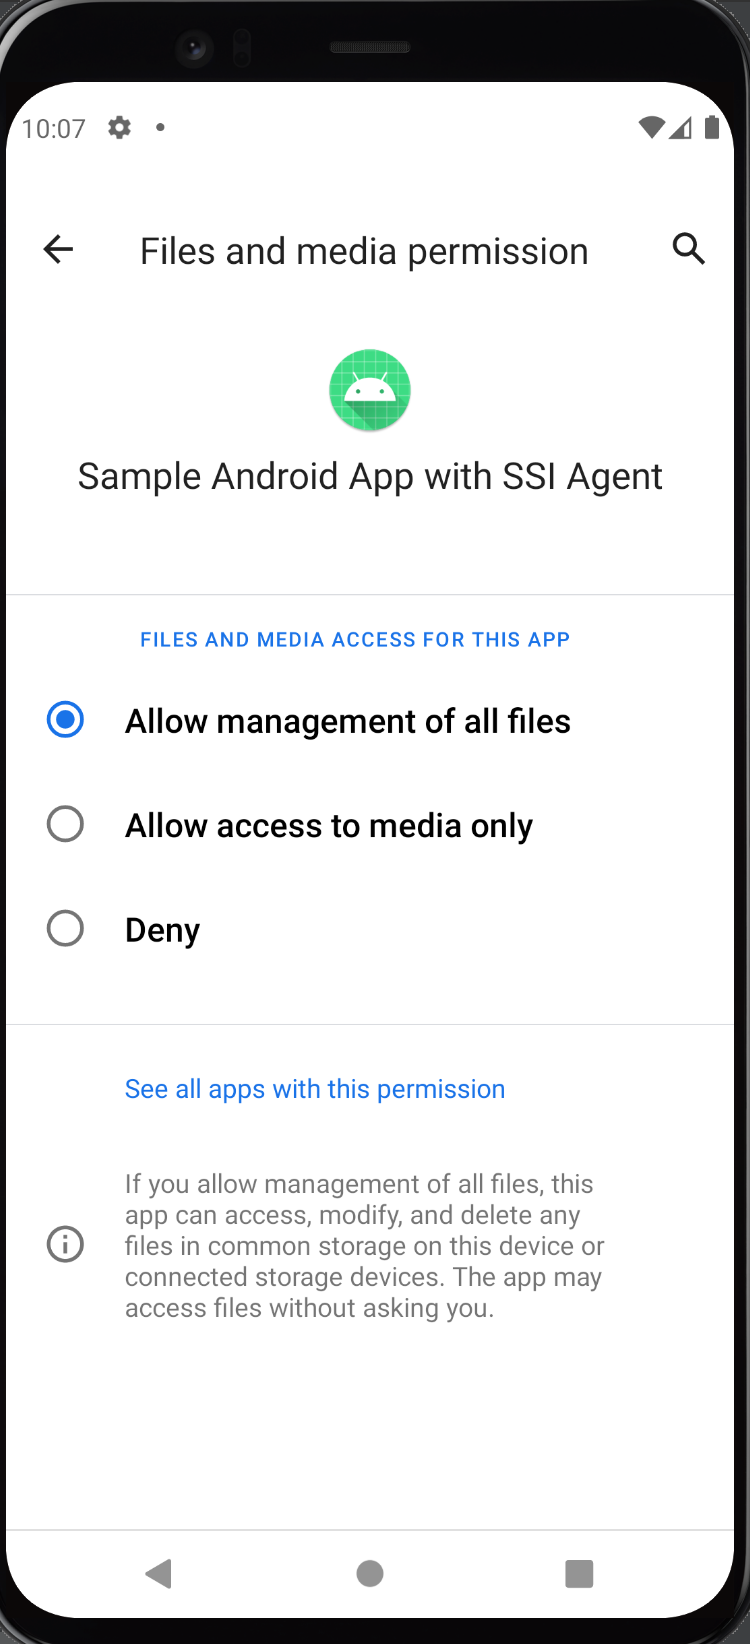 10:07
Files and media permission
Sample Android App with SSI Agent
FILES AND MEDIA ACCESS FOR THIS APP
Allow management of all files
Allow access to media only
Deny
See all apps with this permission
If you allow management of all files, this
app can access, modify, and delete any
files in common storage on this device or
connected storage devices. The app may
access files without asking you.